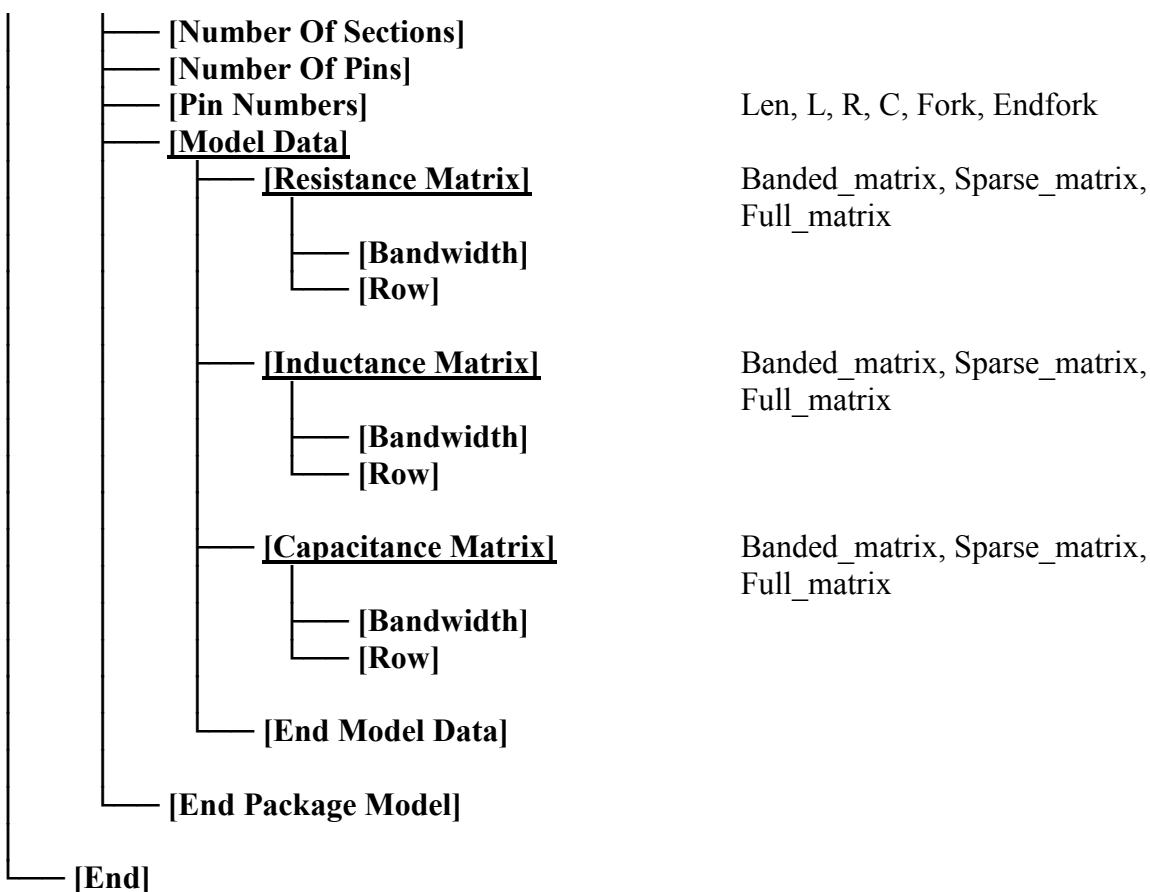 [Number Of Sections]
[Number Of Pins]
[Pin Numbers] Len, L, R, C, Fork, Endfork
[Model Data]
[Resistance Matrix] Banded_matrix, Sparse_matrix,
Full_matrix
[Bandwidth]
[Row]
[Inductance Matrix] Banded_matrix, Sparse_matrix,
Full_matrix
[Bandwidth]
[Row]
[Capacitance Matrix] Banded_matrix, Sparse_matrix,
Full_matrix
[Bandwidth]
[Row]
[End Model Data]
[End Package Model]
[End]